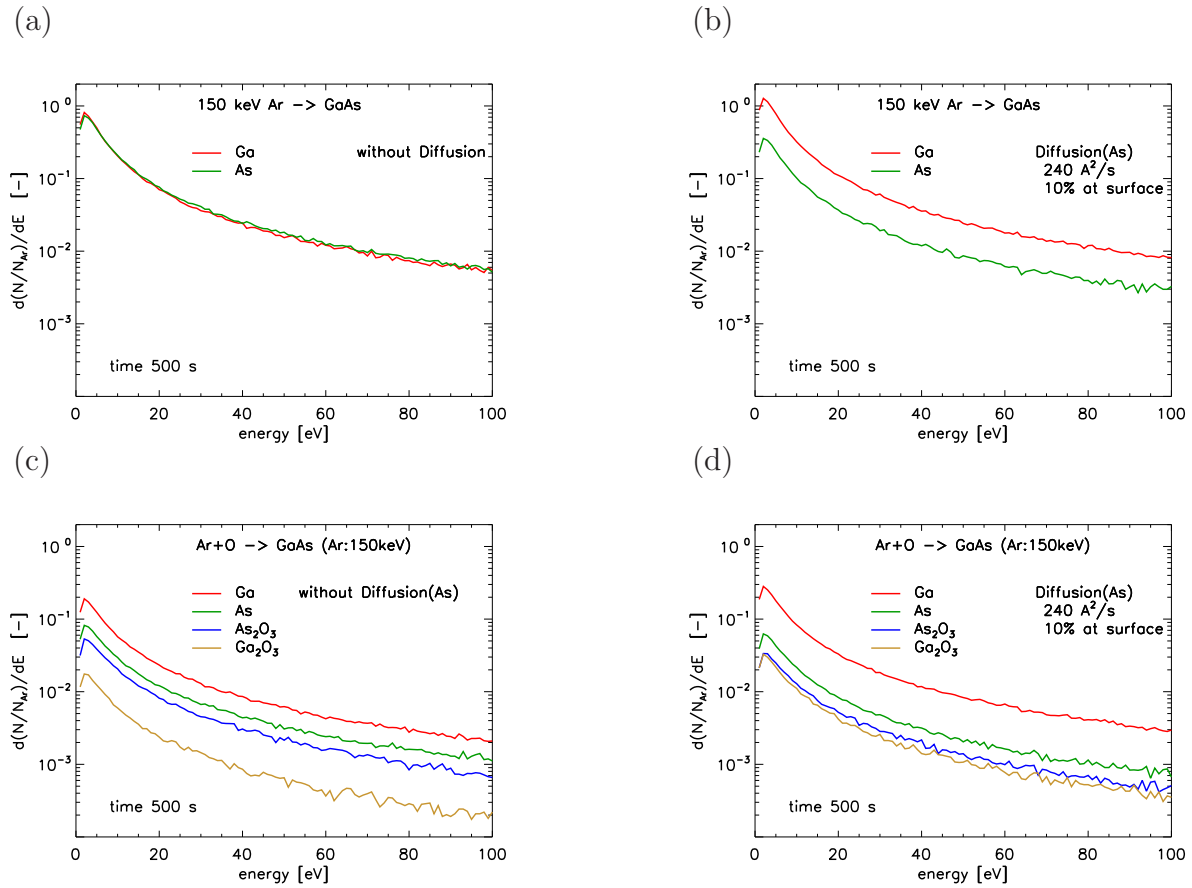 (a)
150 keV Ar -> GaAs
Ga
without Diffusion
As
time 500 s
d(N/N_Ar)/dE [-]
10^0
10^-1
10^-2
10^-3
0 20 40 60 80 100
energy [eV]
(b)
150 keV Ar -> GaAs
Ga
Diffusion(As)
As
240 A^2/s
10% at surface
time 500 s
d(N/N_Ar)/dE [-]
10^0
10^-1
10^-2
10^-3
0 20 40 60 80 100
energy [eV]
(c)
Ar+O -> GaAs (Ar:150keV)
Ga
without Diffusion(As)
As
As₂O₃
Ga₂O₃
time 500 s
d(N/N_Ar)/dE [-]
10^0
10^-1
10^-2
10^-3
0 20 40 60 80 100
energy [eV]
(d)
Ar+O -> GaAs (Ar:150keV)
Ga
Diffusion(As)
As
240 A^2/s
As₂O₃
10% at surface
Ga₂O₃
time 500 s
d(N/N_Ar)/dE [-]
10^0
10^-1
10^-2
10^-3
0 20 40 60 80 100
energy [eV]